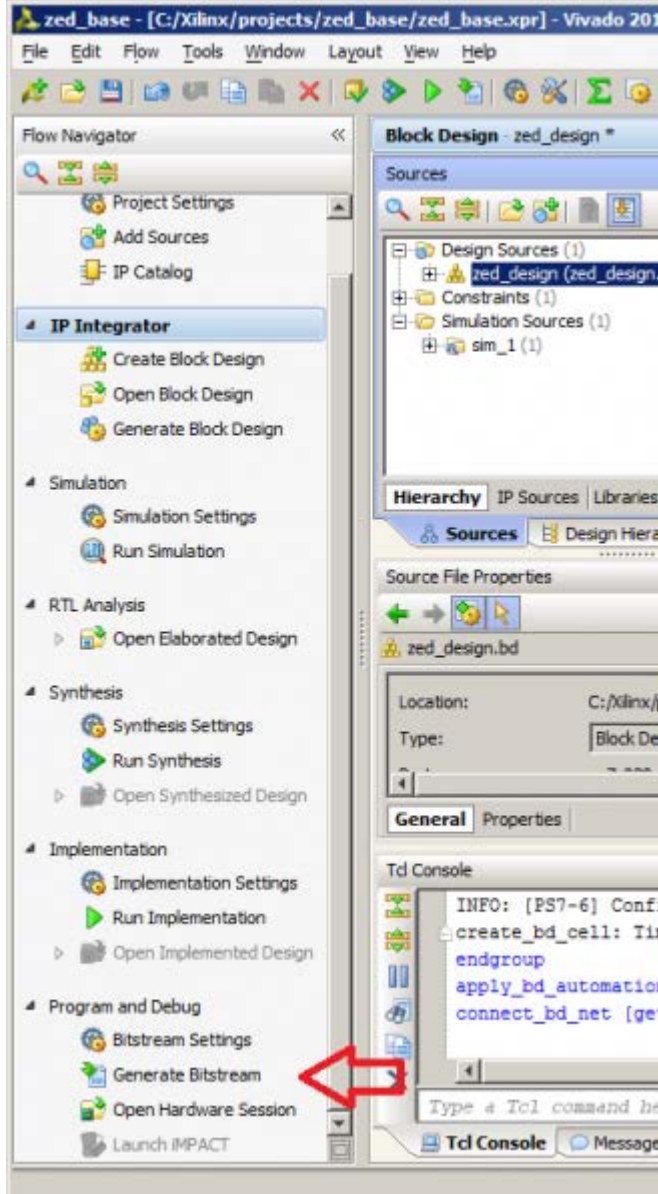 zed_base - [C:/Xilinx/projects/zed_base/zed_base.xpr] - Vivado 201
File Edit Flow Tools Window Layout View Help
Flow Navigator
Project Settings
Add Sources
IP Catalog
IP Integrator
Create Block Design
Open Block Design
Generate Block Design
Simulation
Simulation Settings
Run Simulation
RTL Analysis
Open Elaborated Design
Synthesis
Synthesis Settings
Run Synthesis
Open Synthesized Design
Implementation
Implementation Settings
Run Implementation
Open Implemented Design
Program and Debug
Bitstream Settings
Generate Bitstream
Open Hardware Session
Launch iMPACT
Block Design - zed_design *
Sources
Design Sources (1)
zed_design (zed_design.
Constraints (1)
Simulation Sources (1)
sim_1 (1)
Hierarchy IP Sources Libraries
Sources Design Hiera
Source File Properties
zed_design.bd
Location: C:/Xilinx/
Type: Block De
General Properties
Tcl Console
INFO: [PS7-6] Conf
create_bd_cell: Ti
endgroup
apply_bd_automation
connect_bd_net [ge
Type a Tcl command he
Tcl Console Message